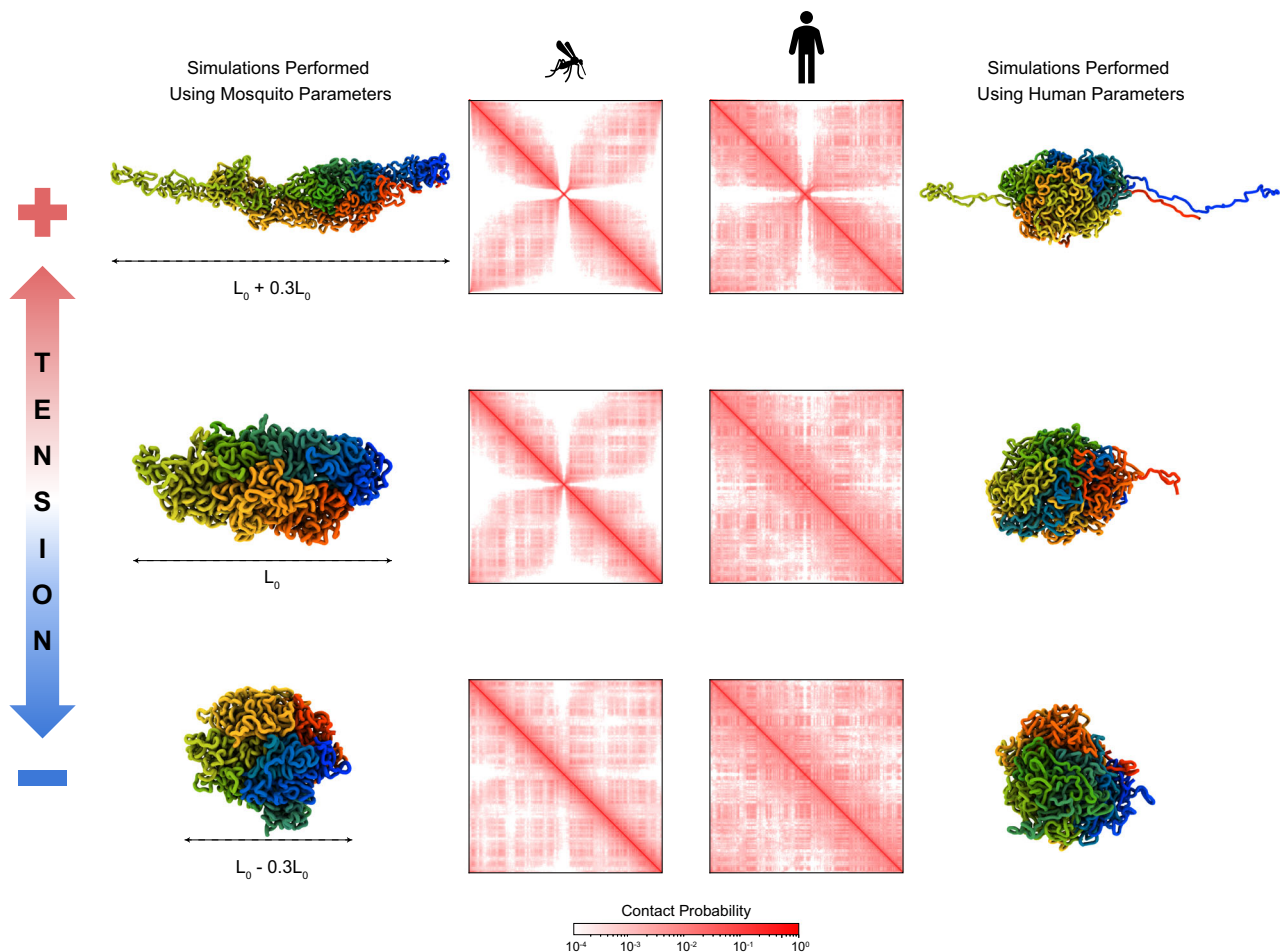 Simulations Performed
Using Mosquito Parameters
Simulations Performed
Using Human Parameters
+
L₀ + 0.3L₀
T
E
N
S
I
O
N
L₀
−
L₀ - 0.3L₀
Contact Probability
10⁻⁴ 10⁻³ 10⁻² 10⁻¹ 10⁰